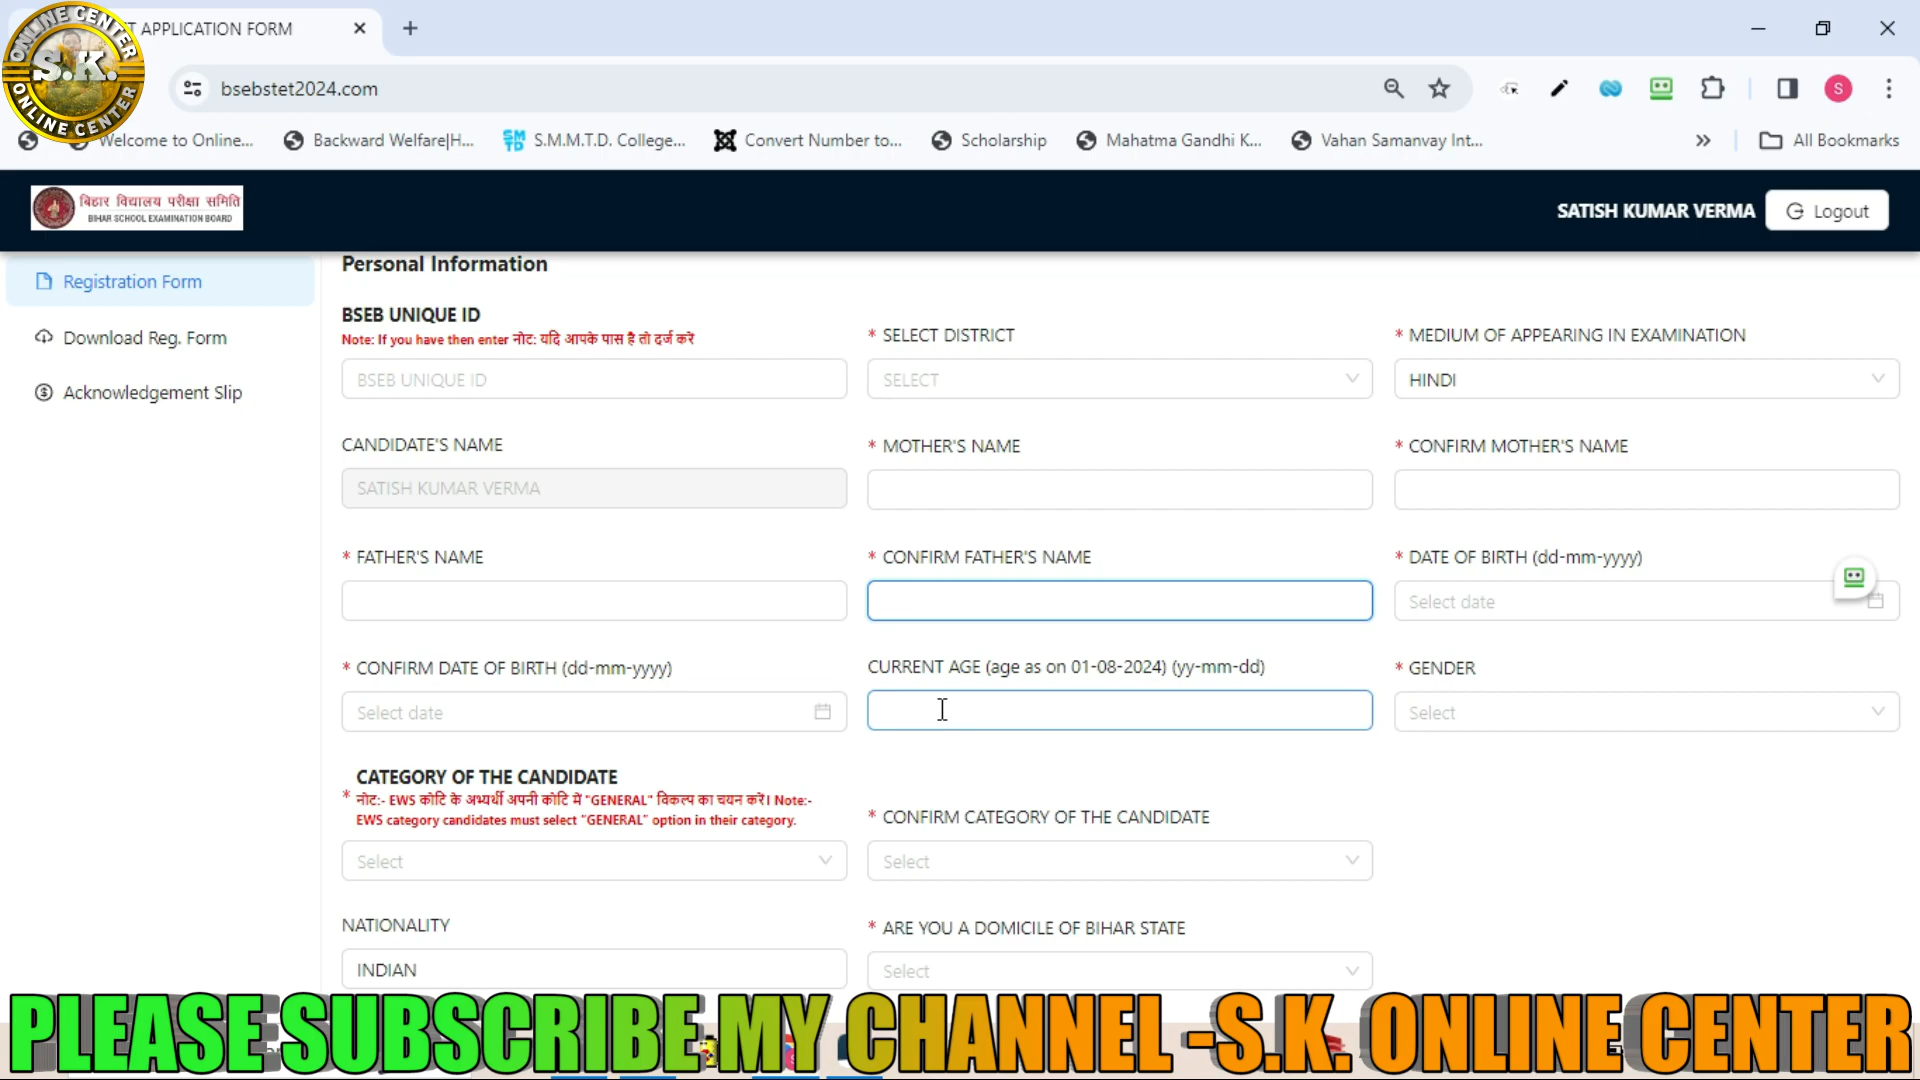 ONLINE CENTER
S.K.
ONLINE CENTER
APPLICATION FORM
bsebstet2024.com
S
Welcome to Online...
Backward Welfare|H...
S.M.M.T.D. College...
Convert Number to...
Scholarship
Mahatma Gandhi K...
Vahan Samanvay Int...
All Bookmarks
बिहार विद्यालय परीक्षा समिति
BIHAR SCHOOL EXAMINATION BOARD
SATISH KUMAR VERMA
Logout
Registration Form
Download Reg. Form
Acknowledgement Slip
Personal Information
BSEB UNIQUE ID
Note: If you have then enter नोट: यदि आपके पास है तो दर्ज करें
BSEB UNIQUE ID
* SELECT DISTRICT
SELECT
* MEDIUM OF APPEARING IN EXAMINATION
HINDI
CANDIDATE'S NAME
SATISH KUMAR VERMA
* MOTHER'S NAME
* CONFIRM MOTHER'S NAME
* FATHER'S NAME
* CONFIRM FATHER'S NAME
* DATE OF BIRTH (dd-mm-yyyy)
Select date
* CONFIRM DATE OF BIRTH (dd-mm-yyyy)
Select date
CURRENT AGE (age as on 01-08-2024) (yy-mm-dd)
* GENDER
Select
CATEGORY OF THE CANDIDATE
* नोट:- EWS कोटि के अभ्यर्थी अपनी कोटि में "GENERAL" विकल्प का चयन करें। Note:-
EWS category candidates must select "GENERAL" option in their category.
Select
* CONFIRM CATEGORY OF THE CANDIDATE
Select
NATIONALITY
INDIAN
* ARE YOU A DOMICILE OF BIHAR STATE
Select
PLEASE SUBSCRIBE MY CHANNEL -S.K. ONLINE CENTER